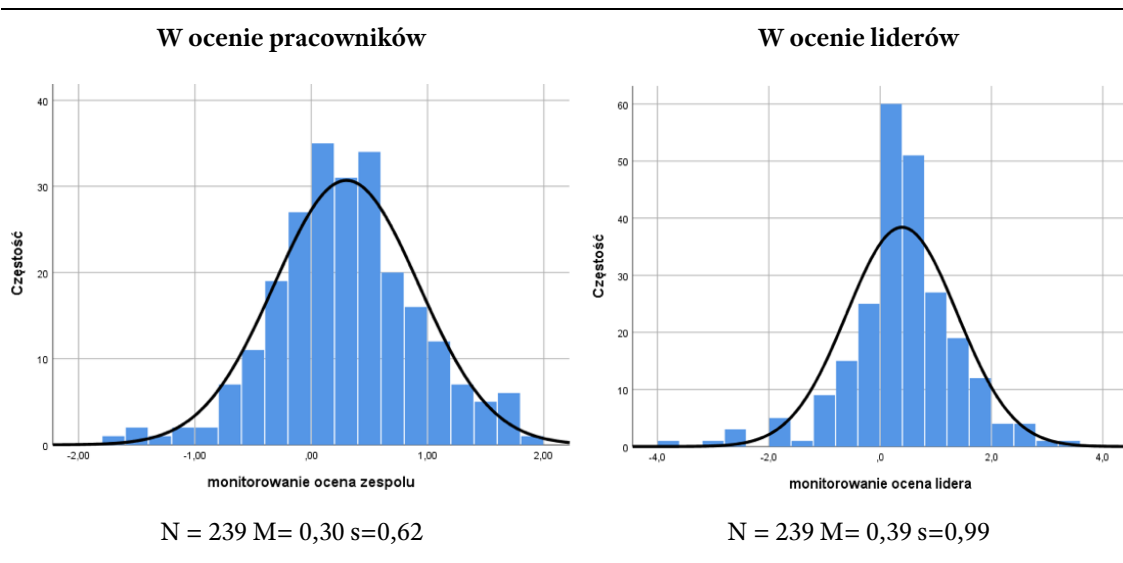 W ocenie pracowników
W ocenie liderów
40
30
20
10
0
Częstość
-2,00
-1,00
,00
1,00
2,00
monitorowanie ocena zespolu
60
50
40
30
20
10
0
Częstość
-4,0
-2,0
,0
2,0
4,0
monitorowanie ocena lidera
N = 239 M= 0,30 s=0,62
N = 239 M= 0,39 s=0,99